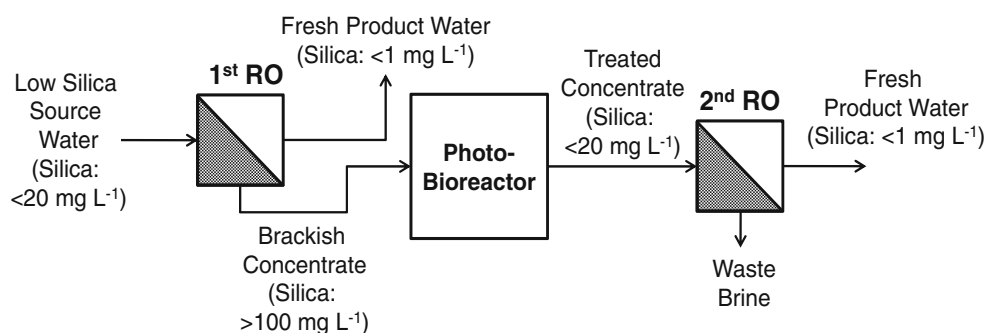 Low Silica
Source
Water
(Silica:
<20 mg L-1)
1st RO
Fresh Product Water
(Silica: <1 mg L-1)
Brackish
Concentrate
(Silica:
>100 mg L-1)
Photo-
Bioreactor
Treated
Concentrate
(Silica:
<20 mg L-1)
2nd RO
Fresh
Product Water
(Silica: <1 mg L-1)
Waste
Brine